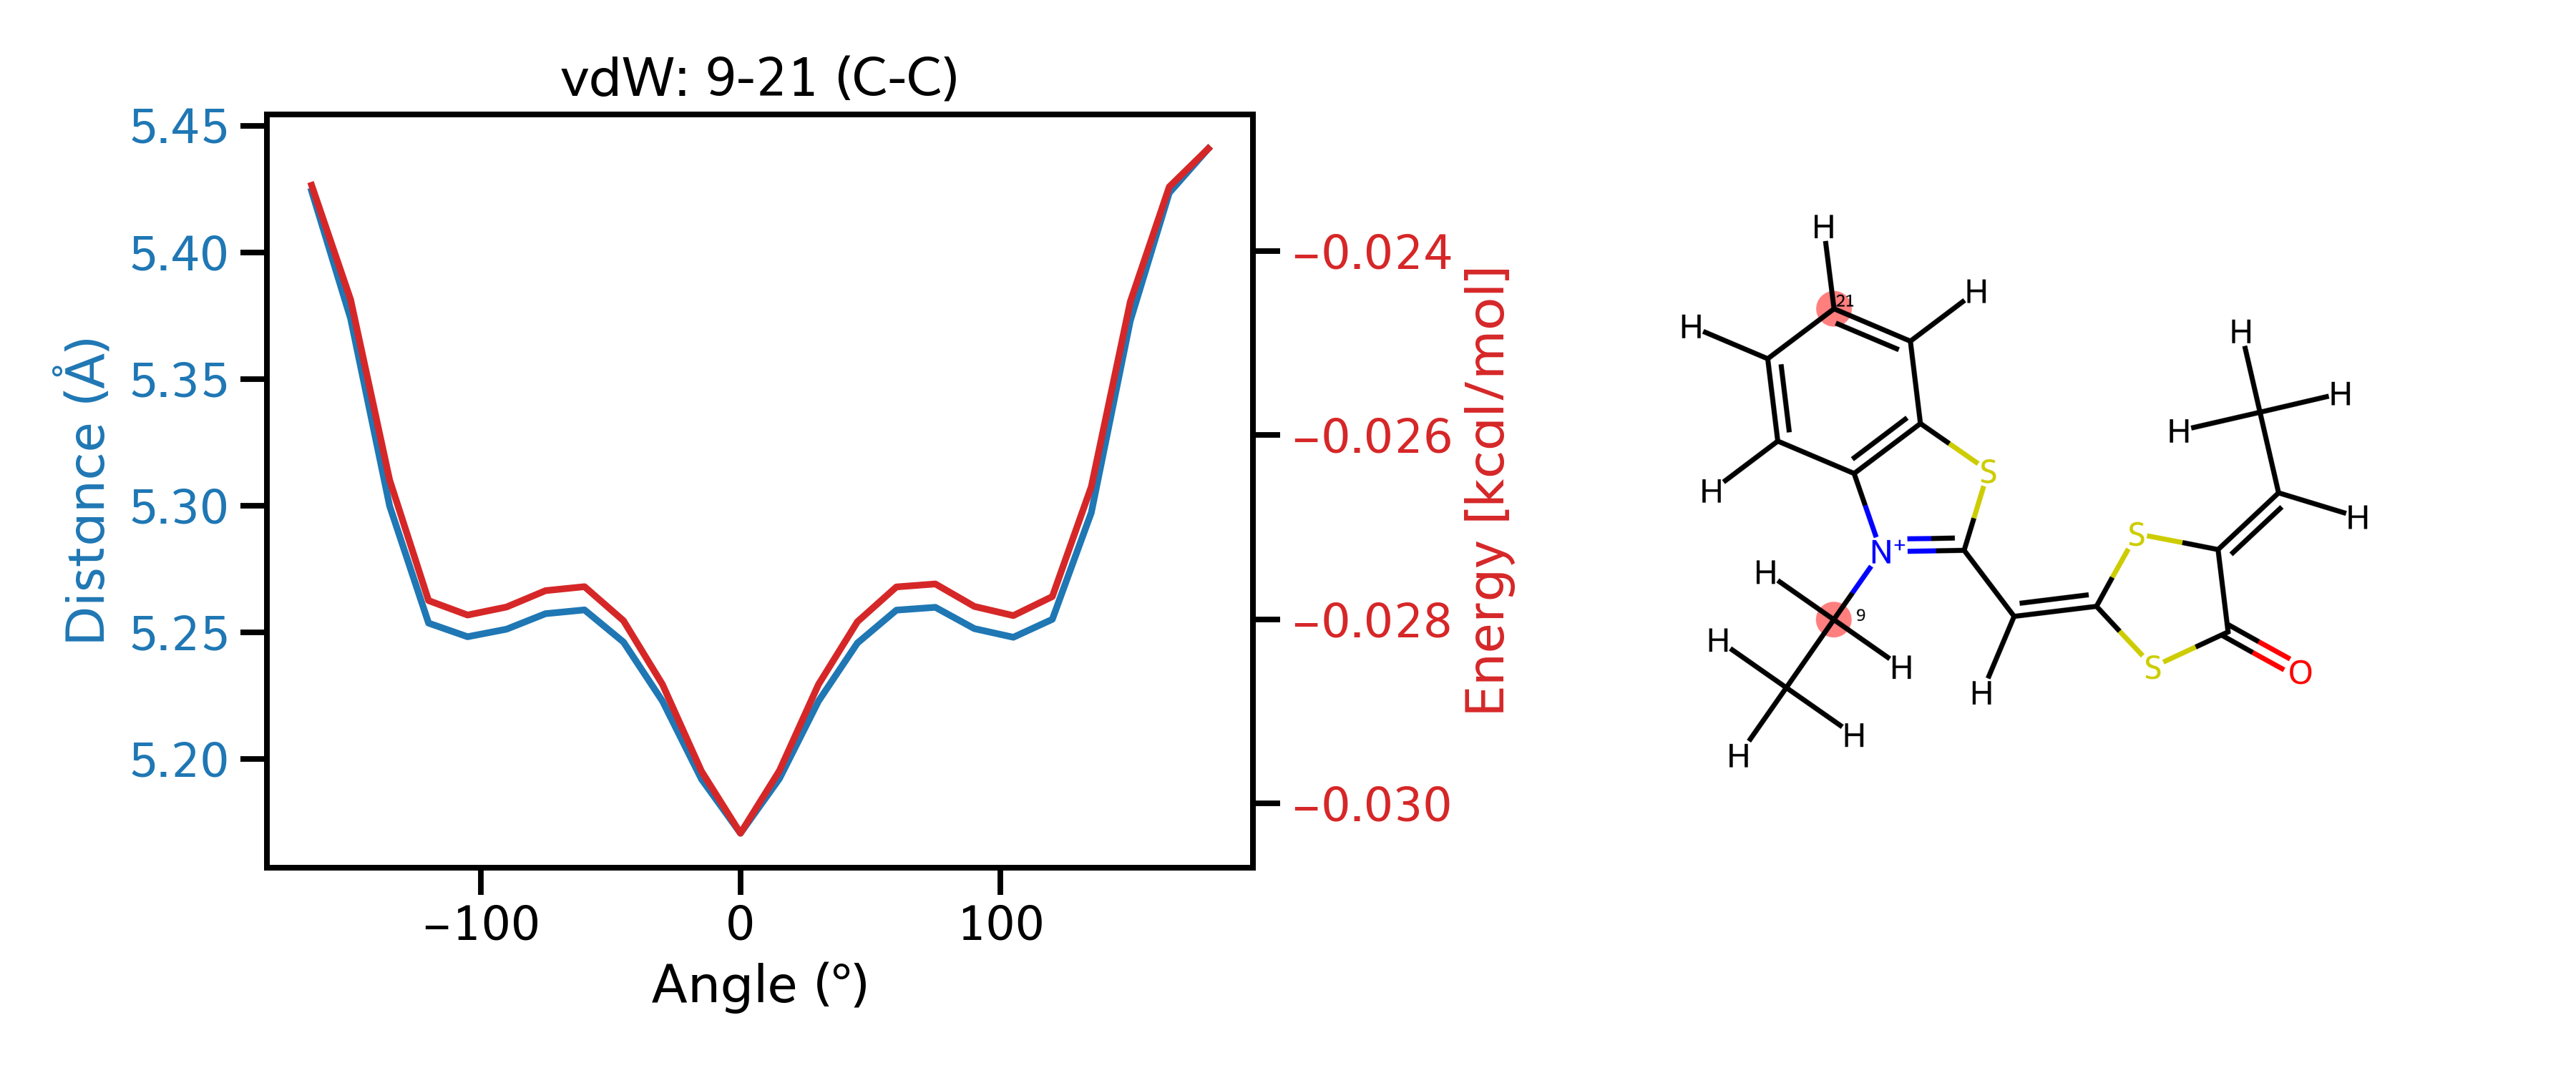 vdW: 9-21 (C-C)
5.45
5.40
5.35
5.30
5.25
5.20
Distance (Å)
−0.024
−0.026
−0.028
−0.030
Energy [kcal/mol]
−100
0
100
Angle (°)
H
21
H
H
H
H
H
H
S
H
S
H
N+
H
9
H
H
S
O
H
H
H